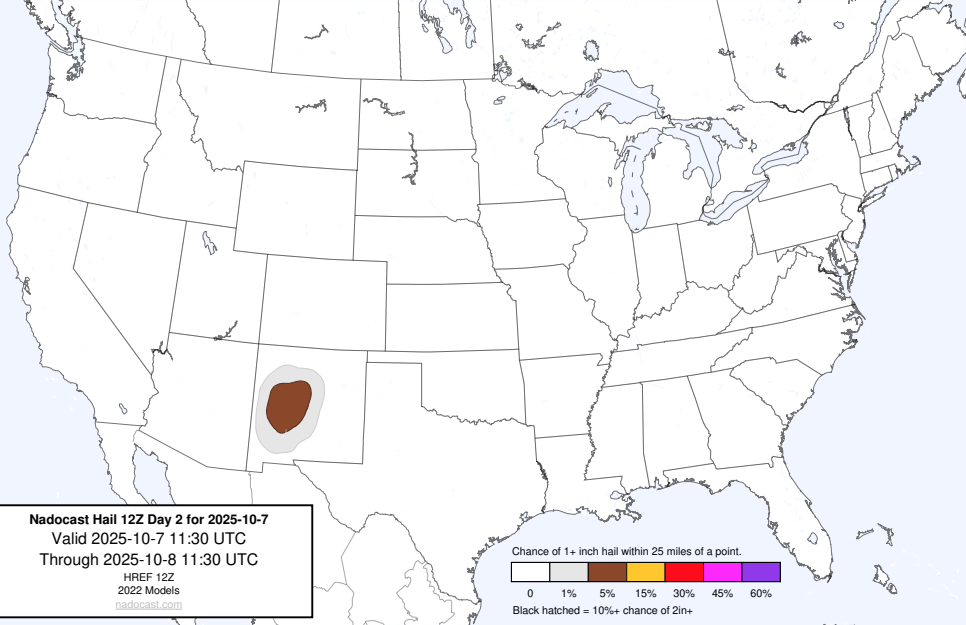 Nadocast Hail 12Z Day 2 for 2025-10-7
Valid 2025-10-7 11:30 UTC
Through 2025-10-8 11:30 UTC
HREF 12Z
2022 Models
nadocast.com
Chance of 1+ inch hail within 25 miles of a point.
0 1% 5% 15% 30% 45% 60%
Black hatched = 10%+ chance of 2in+